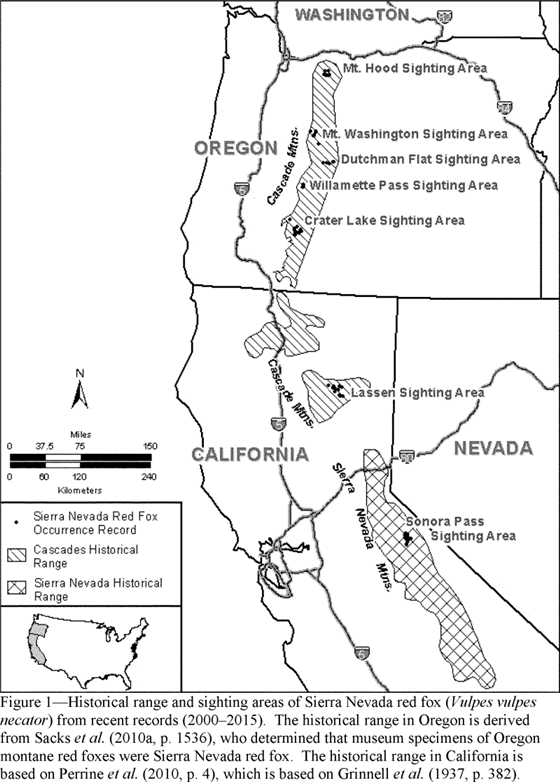 WASHINGTON
Mt. Hood Sighting Area
84
Mt. Washington Sighting Area
OREGON
Cascade Mtns.
Dutchman Flat Sighting Area
5
Willamette Pass Sighting Area
Crater Lake Sighting Area
N
Cascade Mtns.
Lassen Sighting Area
Miles
0 37.5 75 150
0 60 120 240
Kilometers
5
CALIFORNIA
NEVADA
80
Sierra Nevada Mtns.
Sonora Pass
Sighting Area
Sierra Nevada Red Fox
Occurrence Record
Cascades Historical
Range
Sierra Nevada Historical
Range
5
Figure 1—Historical range and sighting areas of Sierra Nevada red fox (Vulpes vulpes
necator) from recent records (2000–2015). The historical range in Oregon is derived
from Sacks et al. (2010a, p. 1536), who determined that museum specimens of Oregon
montane red foxes were Sierra Nevada red fox. The historical range in California is
based on Perrine et al. (2010, p. 4), which is based on Grinnell et al. (1937, p. 382).